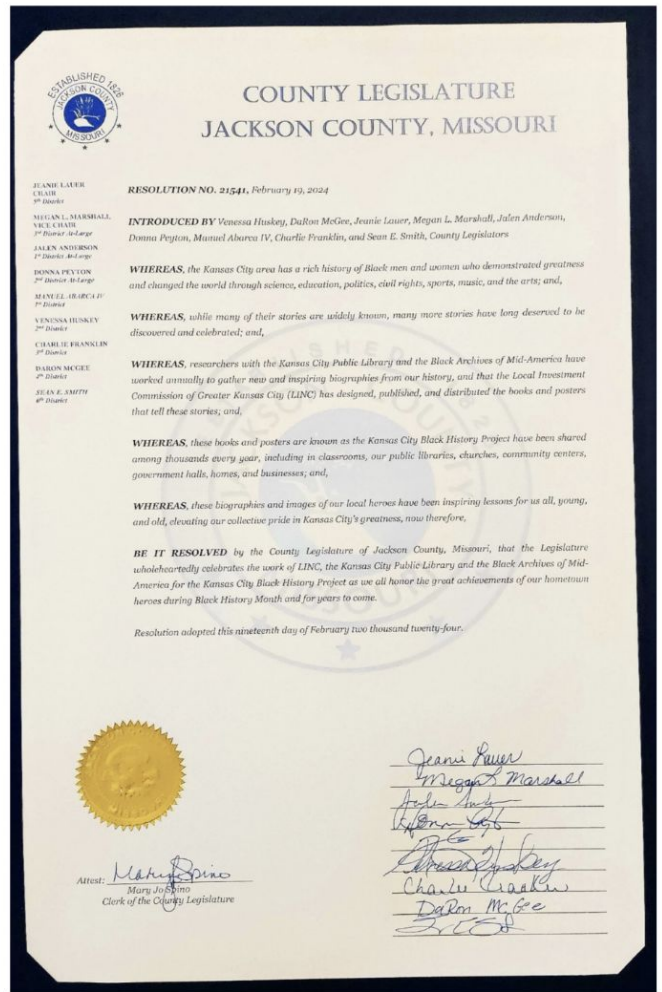 ESTABLISHED 1826
JACKSON COUNTY
MISSOURI
COUNTY LEGISLATURE
JACKSON COUNTY, MISSOURI
JEANIE LAUER
CHAIR
5th District
MEGAN L. MARSHALL
VICE CHAIR
3rd District At-Large
JALEN ANDERSON
1st District At-Large
DONNA PEYTON
2nd District At-Large
MANUEL ABARCA IV
1st District
VENESSA HUSKEY
2nd District
CHARLIE FRANKLIN
3rd District
DARON MCGEE
4th District
SEAN E. SMITH
6th District
RESOLUTION NO. 21541, February 19, 2024
INTRODUCED BY Venessa Huskey, DaRon McGee, Jeanie Lauer, Megan L. Marshall, Jalen Anderson,
Donna Peyton, Manuel Abarca IV, Charlie Franklin, and Sean E. Smith, County Legislators
WHEREAS, the Kansas City area has a rich history of Black men and women who demonstrated greatness
and changed the world through science, education, politics, civil rights, sports, music, and the arts; and,
WHEREAS, while many of their stories are widely known, many more stories have long deserved to be
discovered and celebrated; and,
WHEREAS, researchers with the Kansas City Public Library and the Black Archives of Mid-America have
worked annually to gather new and inspiring biographies from our history, and that the Local Investment
Commission of Greater Kansas City (LINC) has designed, published, and distributed the books and posters
that tell these stories; and,
WHEREAS, these books and posters are known as the Kansas City Black History Project have been shared
among thousands every year, including in classrooms, our public libraries, churches, community centers,
government halls, homes, and businesses; and,
WHEREAS, these biographies and images of our local heroes have been inspiring lessons for us all, young,
and old, elevating our collective pride in Kansas City's greatness, now therefore,
BE IT RESOLVED by the County Legislature of Jackson County, Missouri, that the Legislature
wholeheartedly celebrates the work of LINC, the Kansas City Public Library and the Black Archives of Mid-
America for the Kansas City Black History Project as we all honor the great achievements of our hometown
heroes during Black History Month and for years to come.
Resolution adopted this nineteenth day of February two thousand twenty-four.
Jeanie Lauer
Megan L Marshall
Venessa Huskey
Charlie Franklin
DaRon McGee
Attest: Mary Jo Spino
Mary Jo Spino
Clerk of the County Legislature